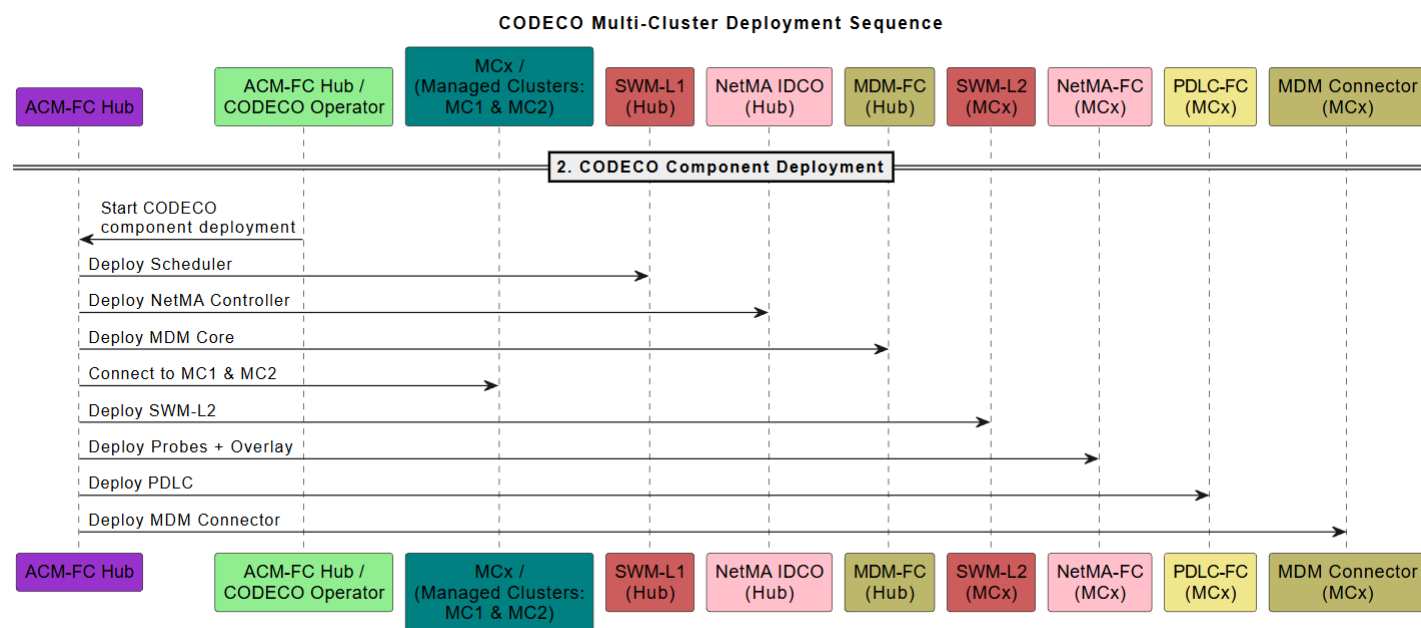 CODECO Multi-Cluster Deployment Sequence
ACM-FC Hub
ACM-FC Hub /
CODECO Operator
MCx /
(Managed Clusters:
MC1 & MC2)
SWM-L1
(Hub)
NetMA IDCO
(Hub)
MDM-FC
(Hub)
SWM-L2
(MCx)
NetMA-FC
(MCx)
PDLC-FC
(MCx)
MDM Connector
(MCx)
2. CODECO Component Deployment
Start CODECO
component deployment
Deploy Scheduler
Deploy NetMA Controller
Deploy MDM Core
Connect to MC1 & MC2
Deploy SWM-L2
Deploy Probes + Overlay
Deploy PDLC
Deploy MDM Connector
ACM-FC Hub
ACM-FC Hub /
CODECO Operator
MCx /
(Managed Clusters:
MC1 & MC2)
SWM-L1
(Hub)
NetMA IDCO
(Hub)
MDM-FC
(Hub)
SWM-L2
(MCx)
NetMA-FC
(MCx)
PDLC-FC
(MCx)
MDM Connector
(MCx)